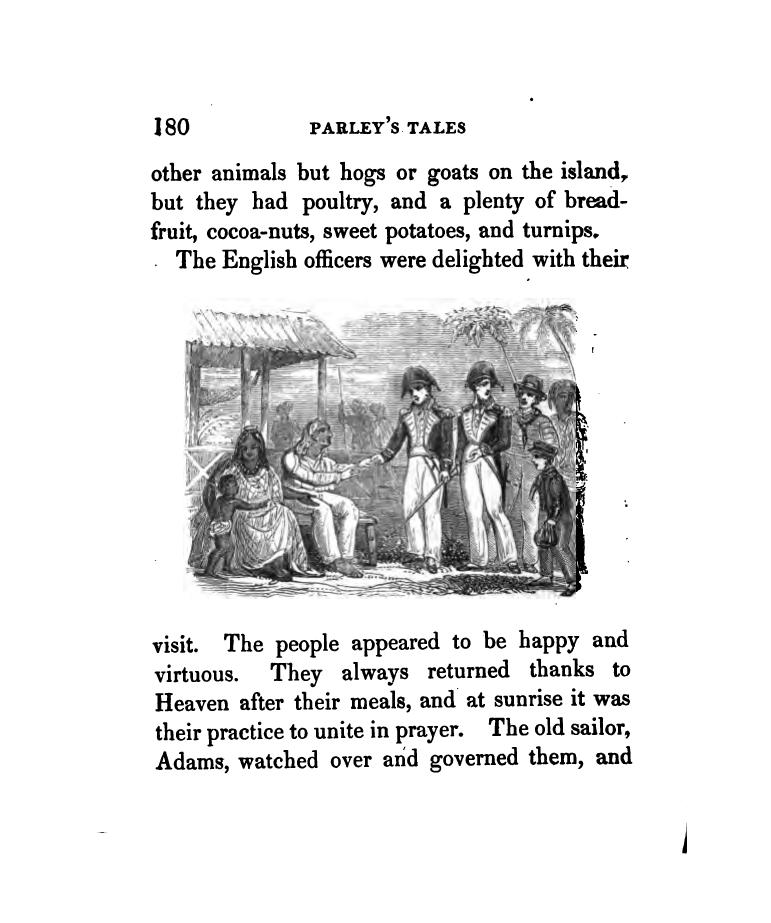 180 PARLEY'S TALES
other animals but hogs or goats on the island,
but they had poultry, and a plenty of bread-
fruit, cocoa-nuts, sweet potatoes, and turnips.
The English officers were delighted with their
visit. The people appeared to be happy and
virtuous. They always returned thanks to
Heaven after their meals, and at sunrise it was
their practice to unite in prayer. The old sailor,
Adams, watched over and governed them, and